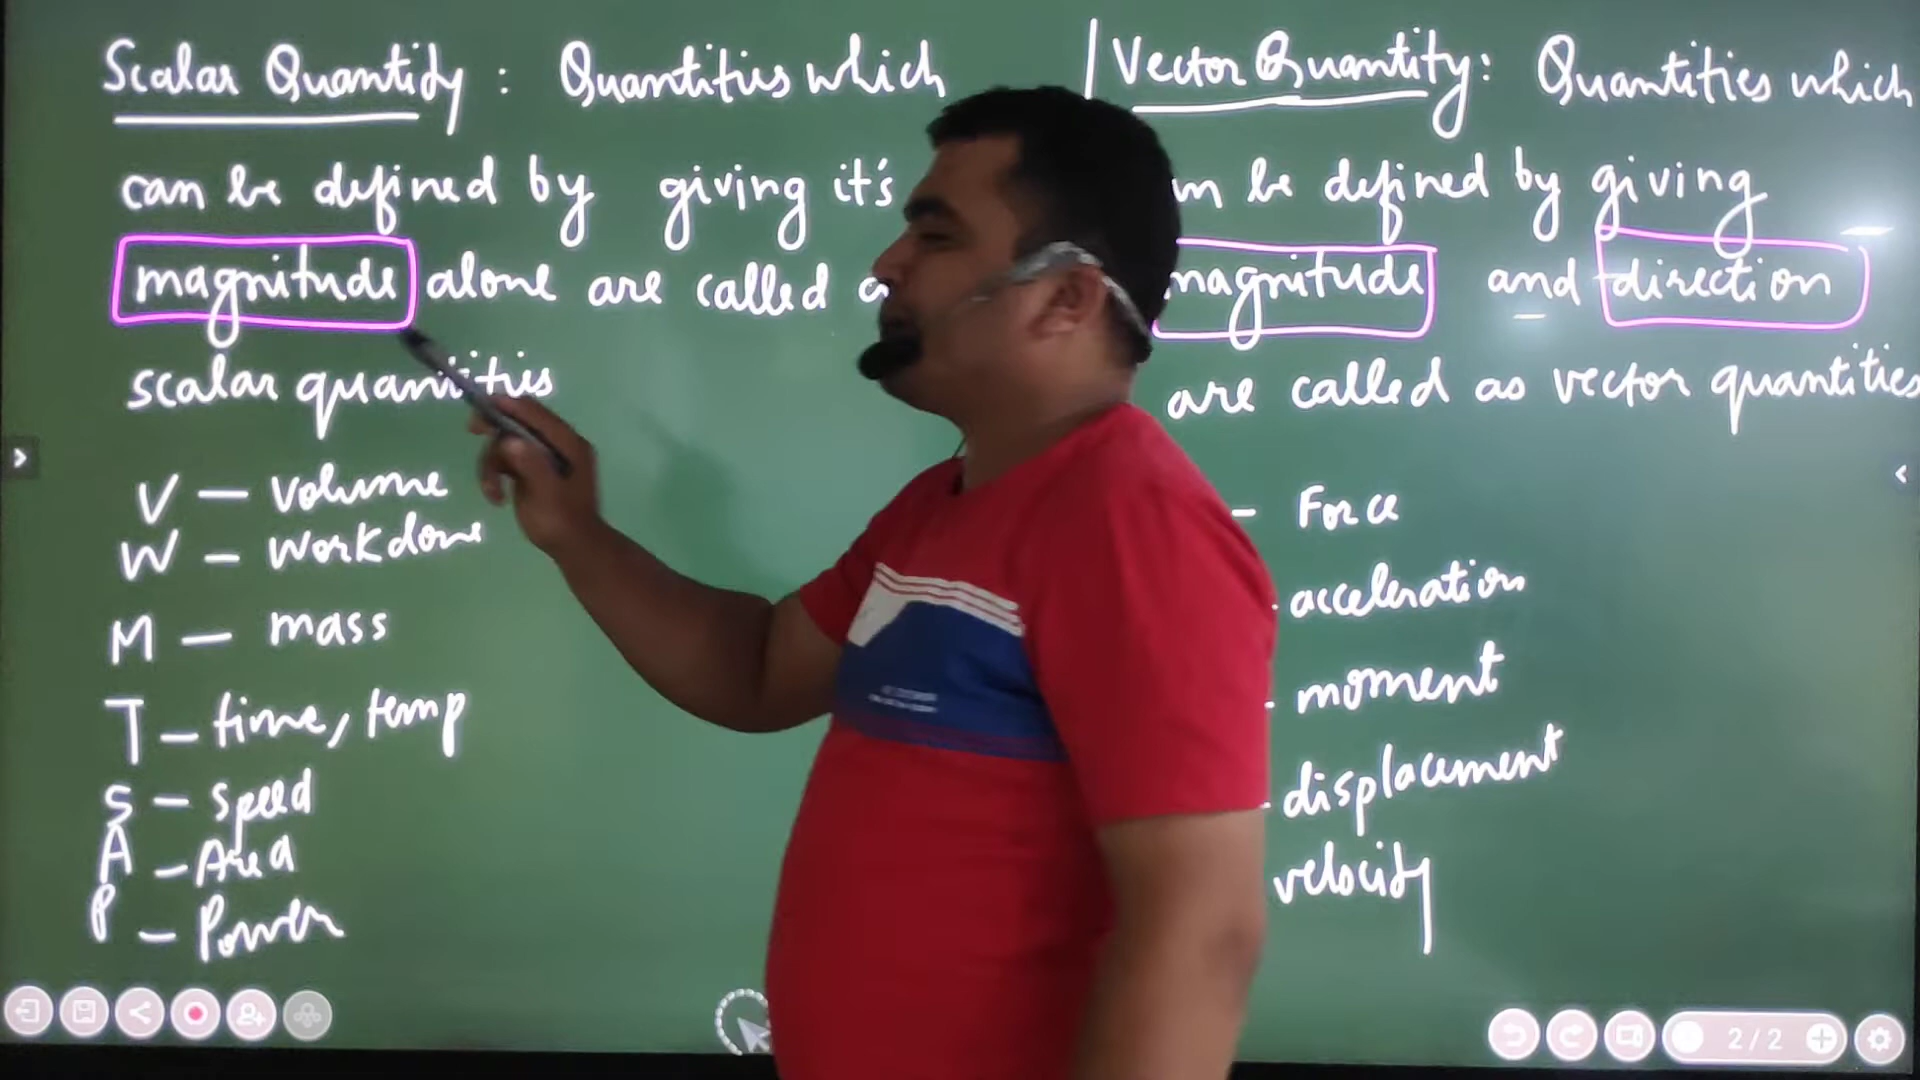 Scalar Quantity : Quantities which
can be defined by giving it's
magnitude alone are called
scalar quantities
V – Volume
W – Workdone
M – mass
T – time, temp
S – Speed
A – Area
P – Power
Vector Quantity : Quantities which
be defined by giving
magnitude and direction
are called as vector quantities
– Force
acceleration
moment
displacement
velocity
2/2